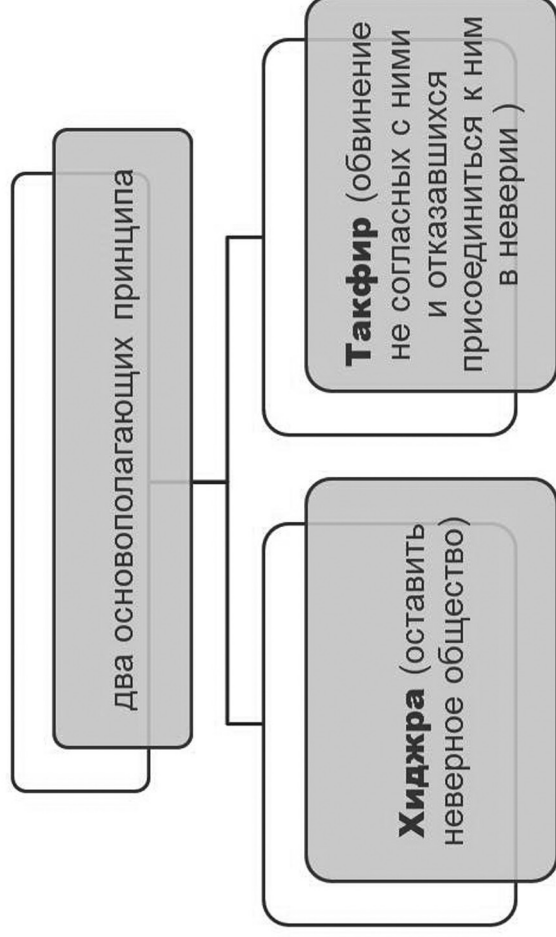 два основополагающих принципа
Хиджра (оставить
неверное общество)
Такфир (обвинение
не согласных с ними
и отказавшихся
присоединиться к ним
в неверии )